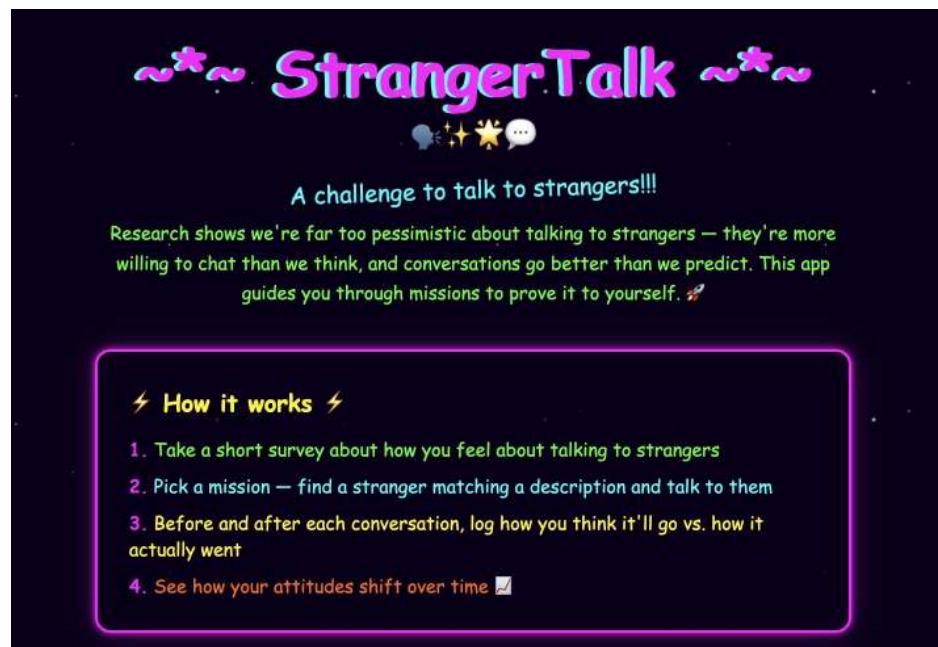 ~*~ StrangerTalk ~*~
🗣️✨🌟💬
A challenge to talk to strangers!!!
Research shows we're far too pessimistic about talking to strangers — they're more
willing to chat than we think, and conversations go better than we predict. This app
guides you through missions to prove it to yourself. 🚀
⚡ How it works ⚡
1. Take a short survey about how you feel about talking to strangers
2. Pick a mission — find a stranger matching a description and talk to them
3. Before and after each conversation, log how you think it'll go vs. how it
actually went
4. See how your attitudes shift over time 📈